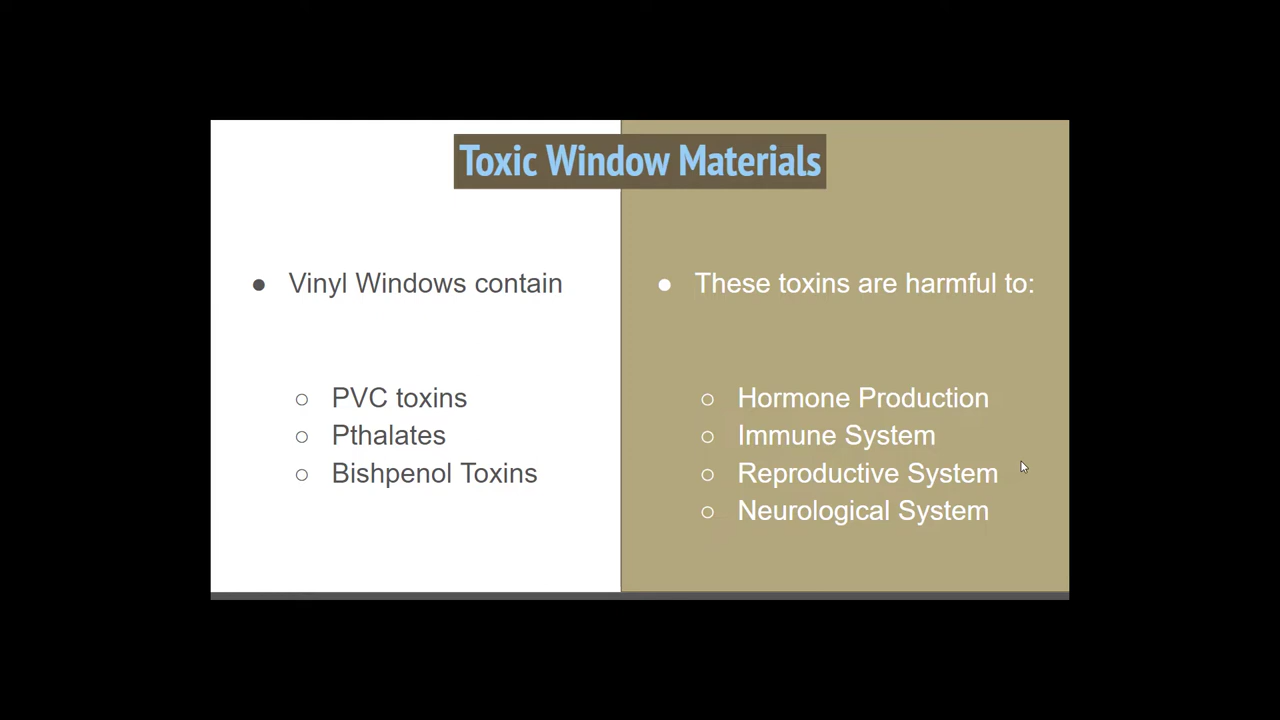 Toxic Window Materials
● Vinyl Windows contain
○ PVC toxins
○ Pthalates
○ Bishpenol Toxins
● These toxins are harmful to:
○ Hormone Production
○ Immune System
○ Reproductive System
○ Neurological System